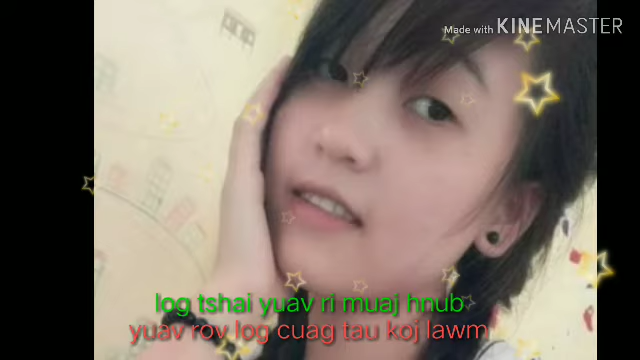 Made with KINEMASTER
log tshai yuav ri muaj hnub
yuav rov log cuag tau koj lawm